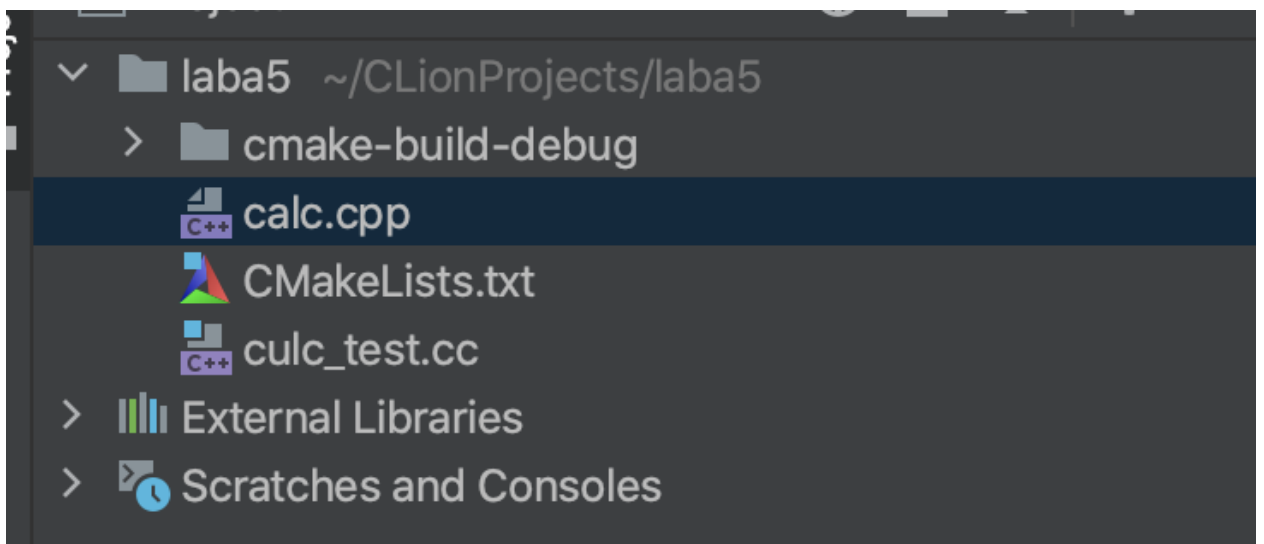 laba5 ~/CLionProjects/laba5
cmake-build-debug
C++ calc.cpp
CMakeLists.txt
C++ culc_test.cc
External Libraries
Scratches and Consoles